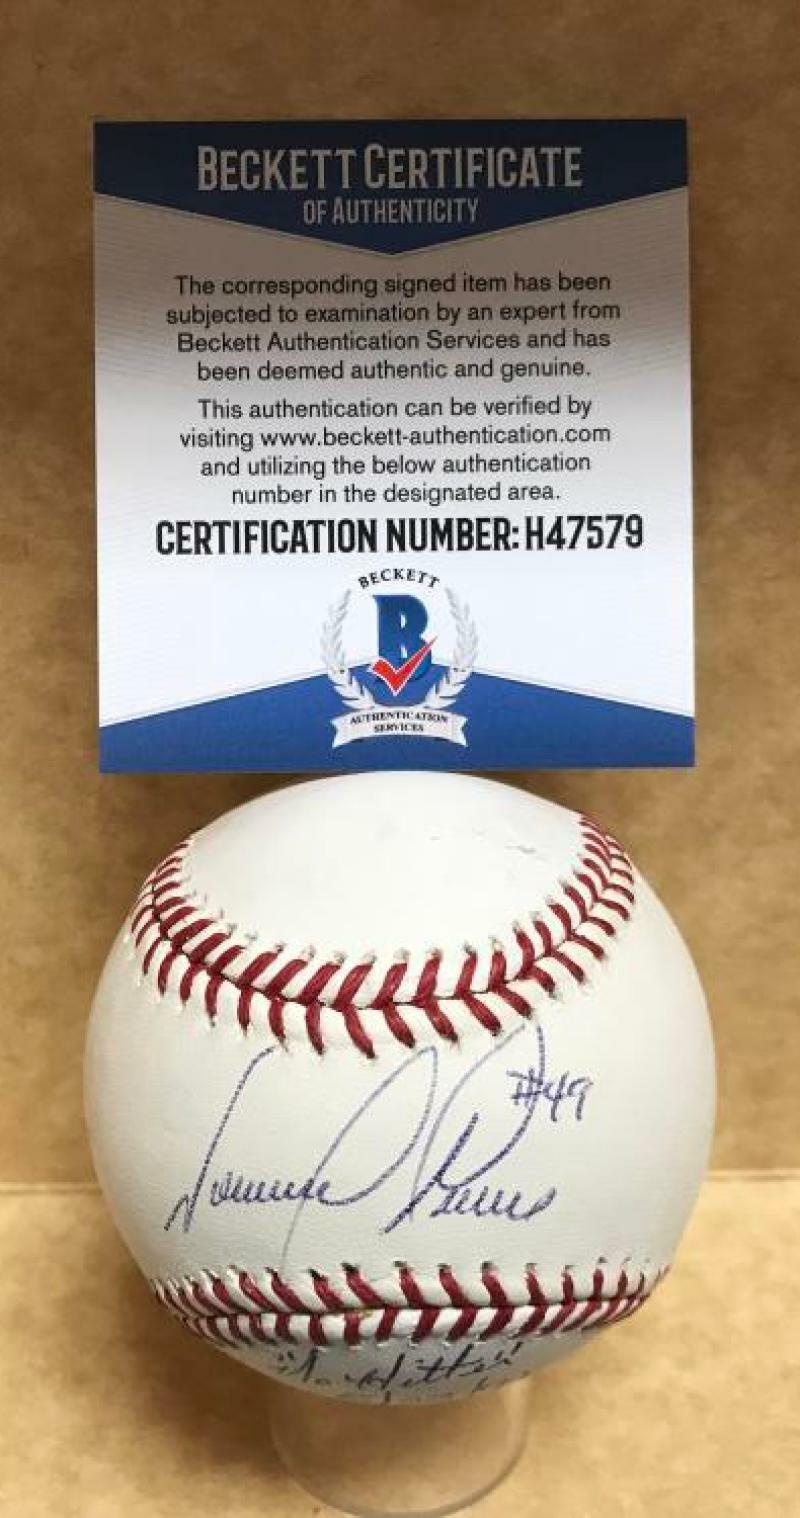 BECKETT CERTIFICATE
OF AUTHENTICITY
The corresponding signed item has been
subjected to examination by an expert from
Beckett Authentication Services and has
been deemed authentic and genuine.
This authentication can be verified by
visiting www.beckett-authentication.com
and utilizing the below authentication
number in the designated area.
CERTIFICATION NUMBER: H47579
BECKETT
B
AUTHENTICATION
SERVICES
#49
"No-Hitter"